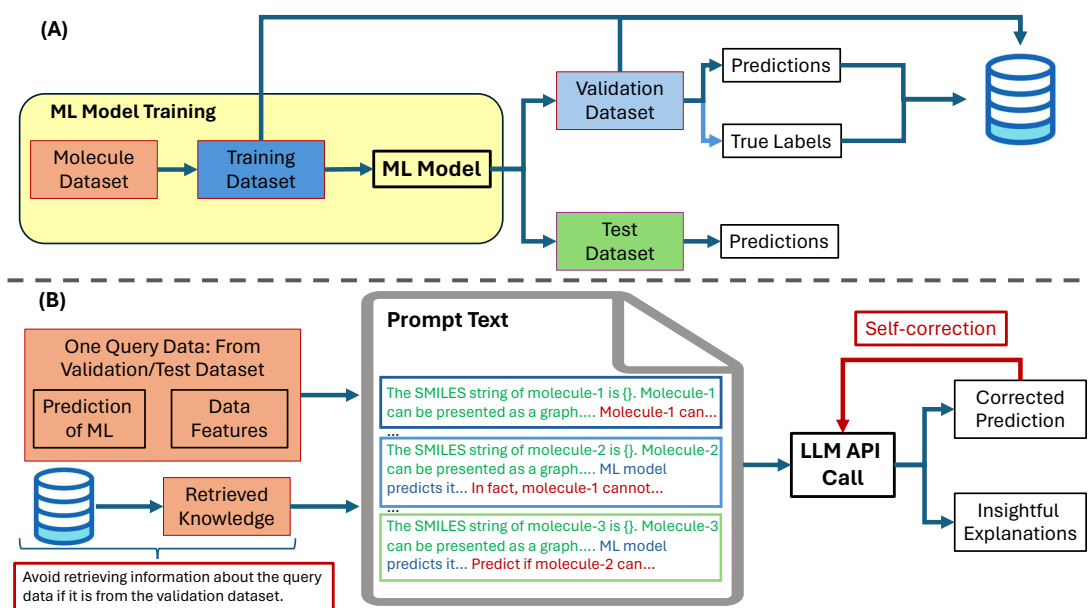 (A)
ML Model Training
Molecule
Dataset
Training
Dataset
ML Model
Validation
Dataset
Predictions
True Labels
Test
Dataset
Predictions
(B)
One Query Data: From
Validation/Test Dataset
Prediction
of ML
Data
Features
Retrieved
Knowledge
Avoid retrieving information about the query
data if it is from the validation dataset.
Prompt Text
The SMILES string of molecule-1 is {}. Molecule-1
can be presented as a graph.... Molecule-1 can...
...
The SMILES string of molecule-2 is {}. Molecule-2
can be presented as a graph.... ML model
predicts it... In fact, molecule-1 cannot...
...
The SMILES string of molecule-3 is {}. Molecule-3
can be presented as a graph.... ML model
predicts it... Predict if molecule-2 can...
Self-correction
LLM API
Call
Corrected
Prediction
Insightful
Explanations